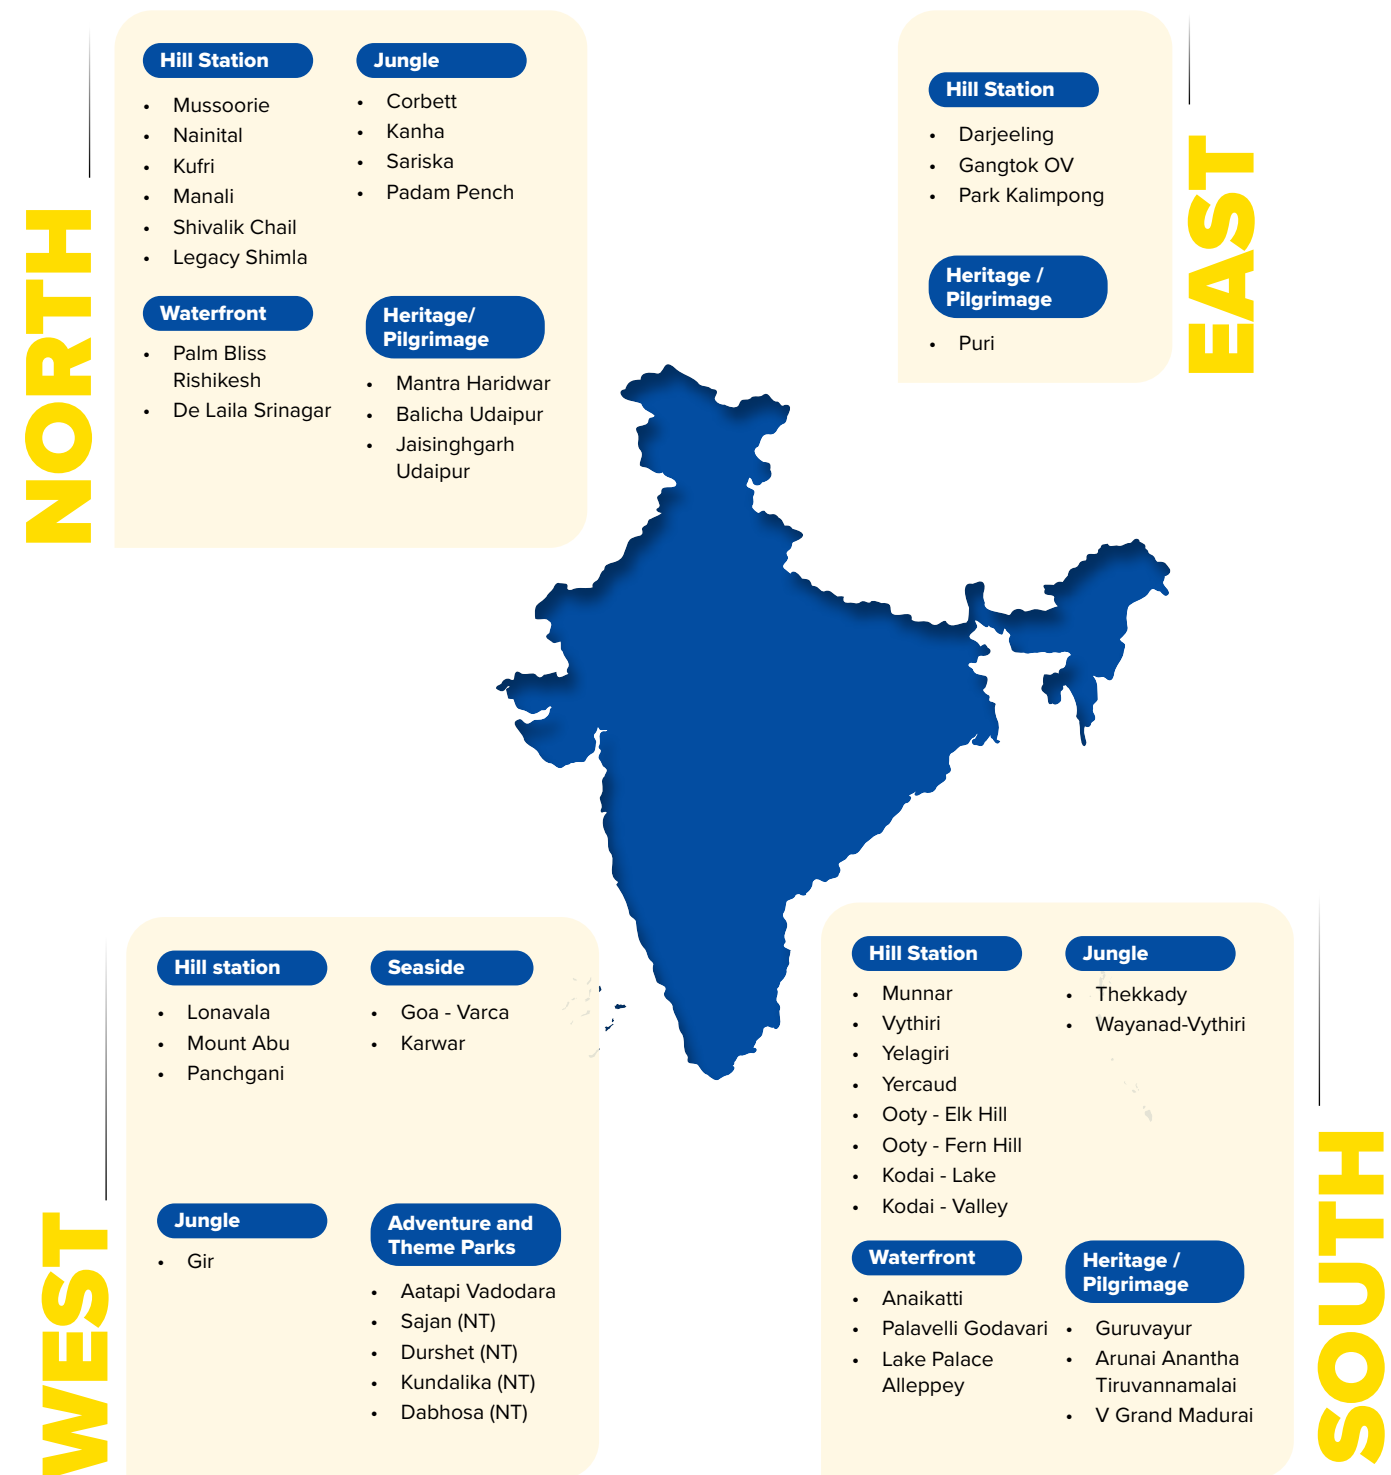 NORTH
Hill Station
• Mussoorie
• Nainital
• Kufri
• Manali
• Shivalik Chail
• Legacy Shimla
Jungle
• Corbett
• Kanha
• Sariska
• Padam Pench
Waterfront
• Palm Bliss
Rishikesh
• De Laila Srinagar
Heritage/
Pilgrimage
• Mantra Haridwar
• Balicha Udaipur
• Jaisinghgarh
Udaipur
EAST
Hill Station
• Darjeeling
• Gangtok OV
• Park Kalimpong
Heritage /
Pilgrimage
• Puri
WEST
Hill station
• Lonavala
• Mount Abu
• Panchgani
Seaside
• Goa - Varca
• Karwar
Jungle
• Gir
Adventure and
Theme Parks
• Aatapi Vadodara
• Sajan (NT)
• Durshet (NT)
• Kundalika (NT)
• Dabhosa (NT)
SOUTH
Hill Station
• Munnar
• Vythiri
• Yelagiri
• Yercaud
• Ooty - Elk Hill
• Ooty - Fern Hill
• Kodai - Lake
• Kodai - Valley
Jungle
• Thekkady
• Wayanad-Vythiri
Waterfront
• Anaikatti
• Palavelli Godavari
• Lake Palace
Alleppey
Heritage /
Pilgrimage
• Guruvayur
• Arunai Anantha
Tiruvannamalai
• V Grand Madurai